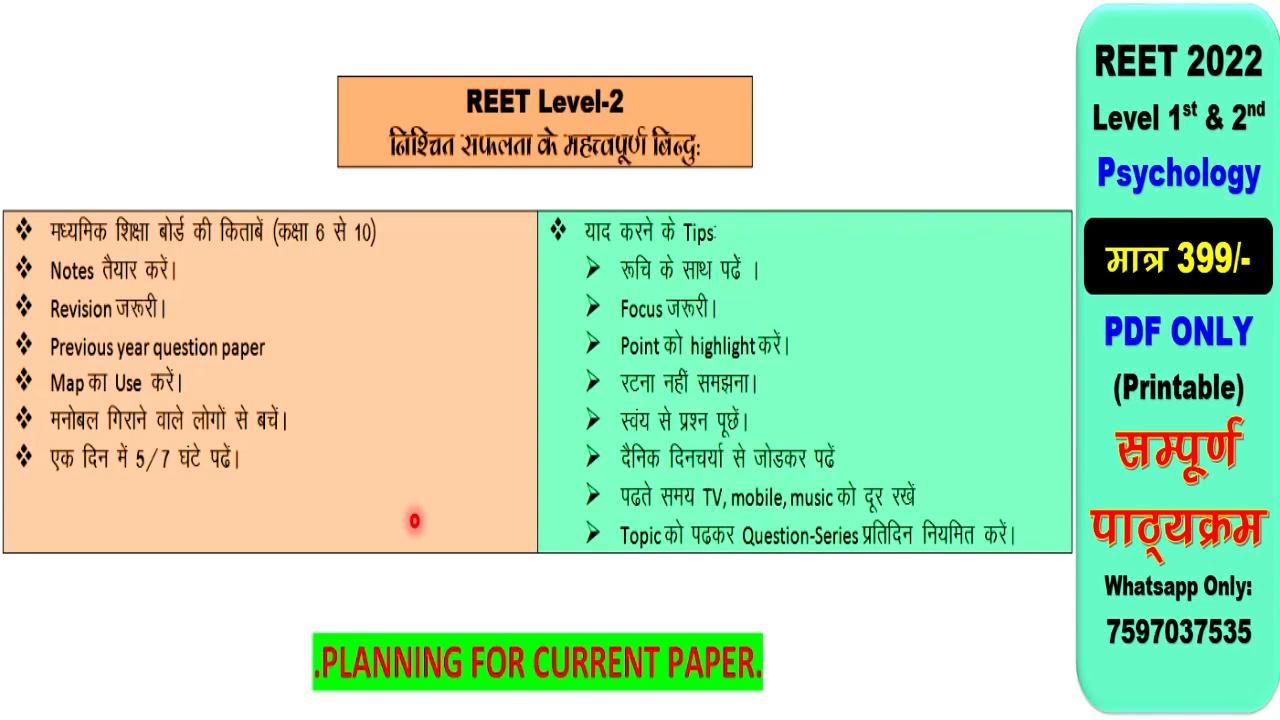 REET Level-2
निश्चित सफलता के महत्त्वपूर्ण बिन्दु:
❖ मध्यमिक शिक्षा बोर्ड की किताबें (कक्षा 6 से 10)
❖ Notes तैयार करें।
❖ Revision जरूरी।
❖ Previous year question paper
❖ Map का Use करें।
❖ मनोबल गिराने वाले लोगों से बचें।
❖ एक दिन में 5/7 घंटे पढें।
❖ याद करने के Tips:
➢ रूचि के साथ पढें ।
➢ Focus जरूरी।
➢ Point को highlight करें।
➢ रटना नहीं समझना।
➢ स्वंय से प्रश्न पूछें।
➢ दैनिक दिनचर्या से जोडकर पढें
➢ पढते समय TV, mobile, music को दूर रखें
➢ Topic को पढकर Question-Series प्रतिदिन नियमित करें।
.PLANNING FOR CURRENT PAPER.
REET 2022
Level 1st & 2nd
Psychology
मात्र 399/-
PDF ONLY
(Printable)
सम्पूर्ण
पाठ्यक्रम
Whatsapp Only:
7597037535